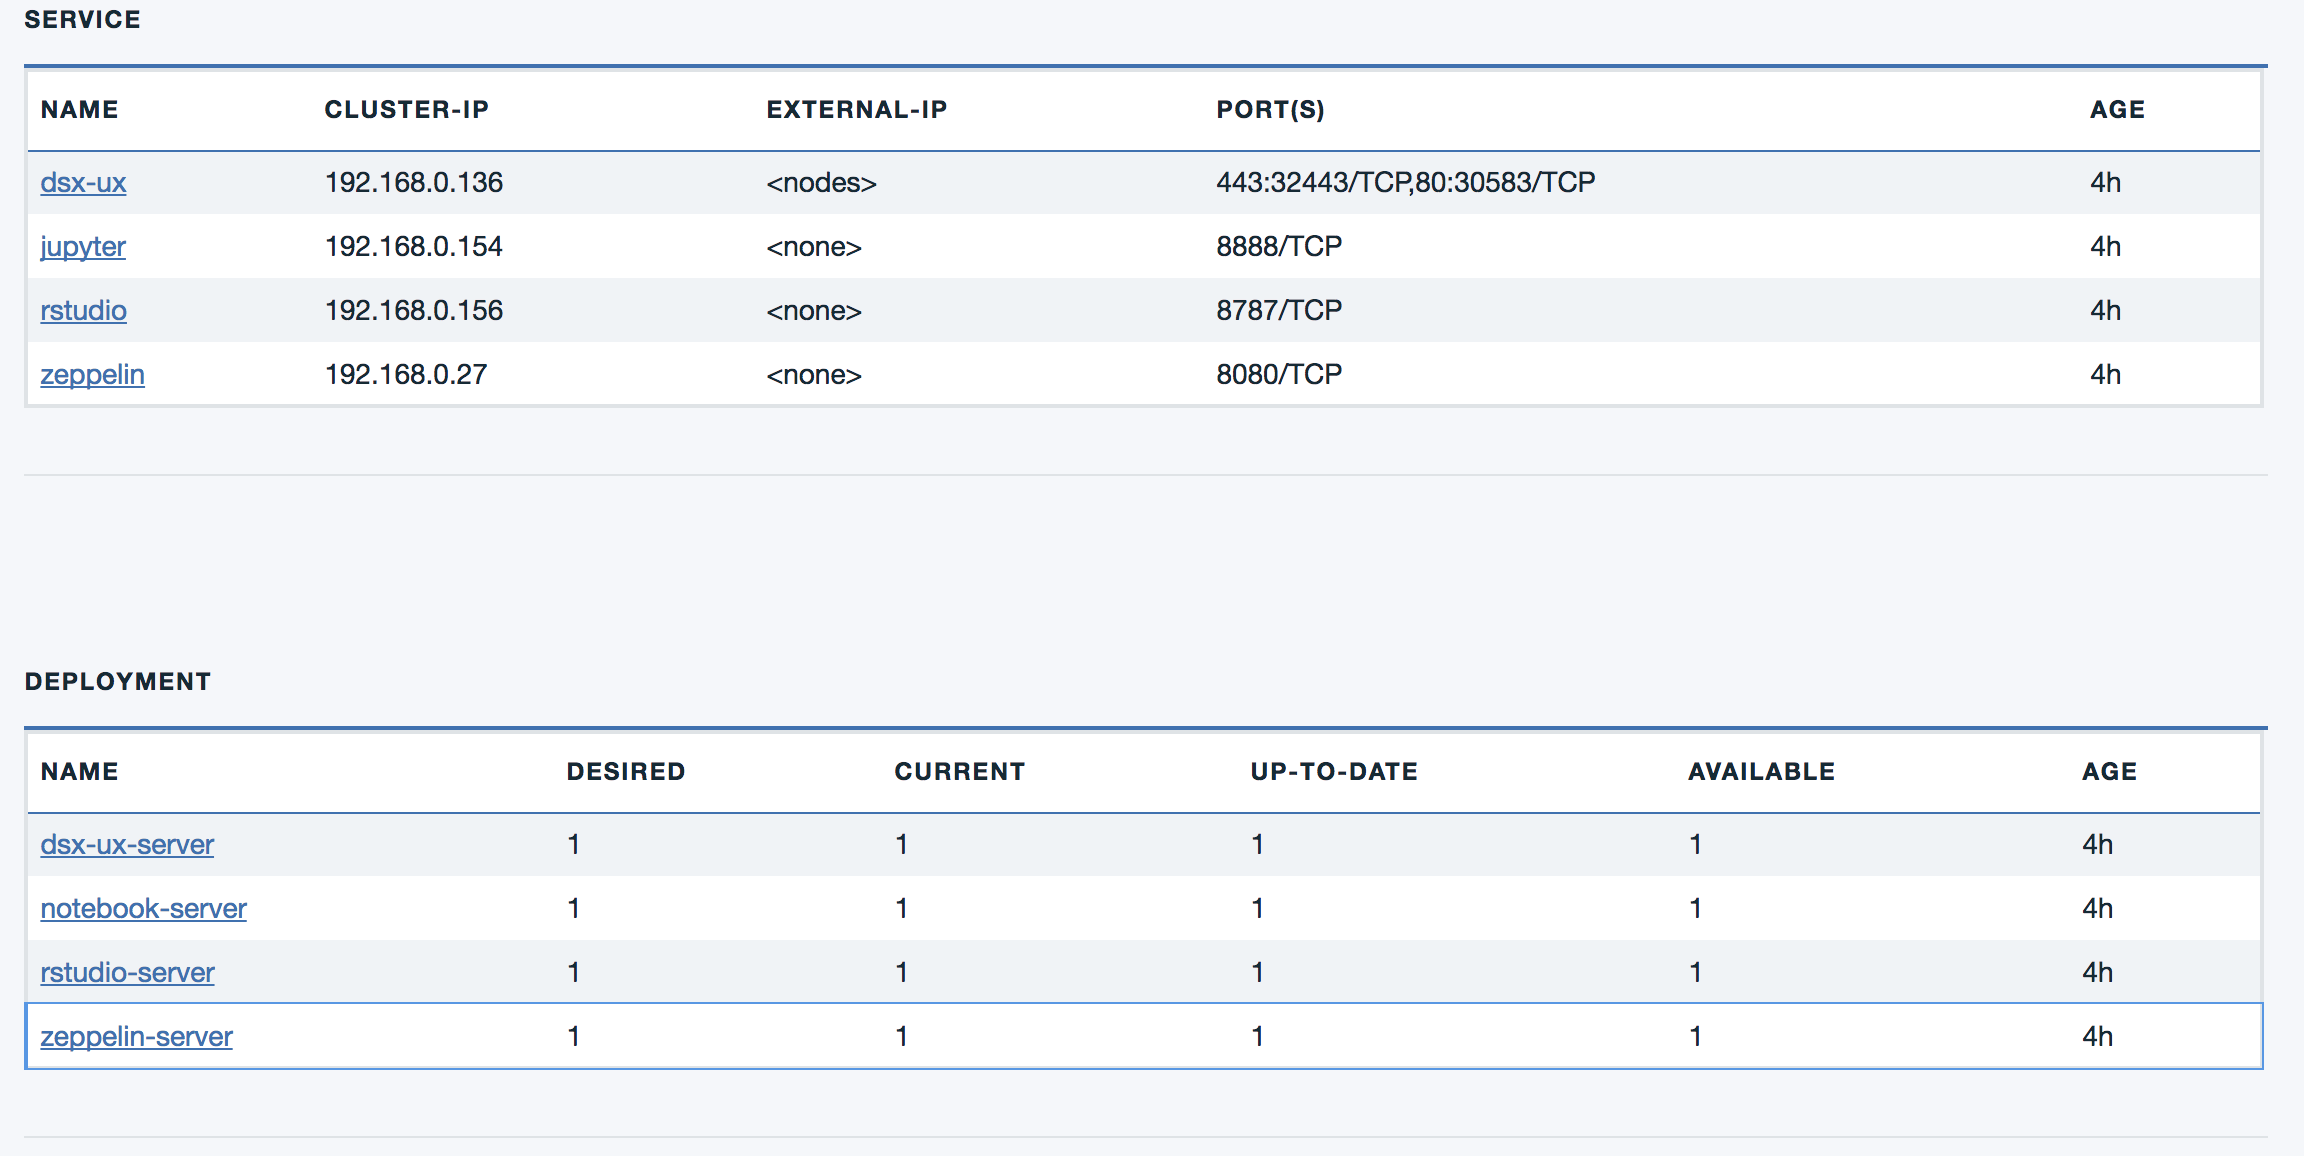 SERVICE
NAME CLUSTER-IP EXTERNAL-IP PORT(S) AGE
dsx-ux 192.168.0.136 <nodes> 443:32443/TCP,80:30583/TCP 4h
jupyter 192.168.0.154 <none> 8888/TCP 4h
rstudio 192.168.0.156 <none> 8787/TCP 4h
zeppelin 192.168.0.27 <none> 8080/TCP 4h
DEPLOYMENT
NAME DESIRED CURRENT UP-TO-DATE AVAILABLE AGE
dsx-ux-server 1 1 1 1 4h
notebook-server 1 1 1 1 4h
rstudio-server 1 1 1 1 4h
zeppelin-server 1 1 1 1 4h